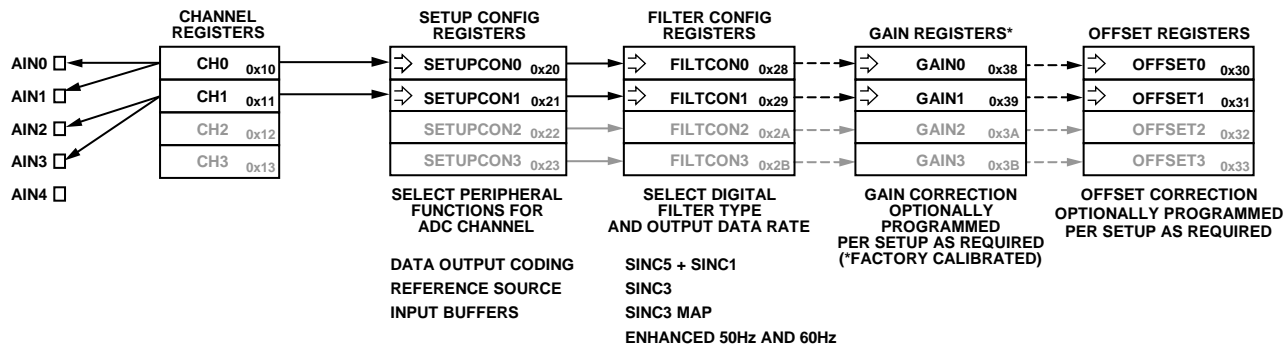 CHANNEL
REGISTERS
SETUP CONFIG
REGISTERS
FILTER CONFIG
REGISTERS
GAIN REGISTERS*
OFFSET REGISTERS
AIN0
AIN1
AIN2
AIN3
AIN4
CH0 0x10
CH1 0x11
CH2 0x12
CH3 0x13
SETUPCON0 0x20
SETUPCON1 0x21
SETUPCON2 0x22
SETUPCON3 0x23
FILTCON0 0x28
FILTCON1 0x29
FILTCON2 0x2A
FILTCON3 0x2B
GAIN0 0x38
GAIN1 0x39
GAIN2 0x3A
GAIN3 0x3B
OFFSET0 0x30
OFFSET1 0x31
OFFSET2 0x32
OFFSET3 0x33
SELECT PERIPHERAL
FUNCTIONS FOR
ADC CHANNEL
SELECT DIGITAL
FILTER TYPE
AND OUTPUT DATA RATE
GAIN CORRECTION
OPTIONALLY
PROGRAMMED
PER SETUP AS REQUIRED
(*FACTORY CALIBRATED)
OFFSET CORRECTION
OPTIONALLY PROGRAMMED
PER SETUP AS REQUIRED
DATA OUTPUT CODING
REFERENCE SOURCE
INPUT BUFFERS
SINC5 + SINC1
SINC3
SINC3 MAP
ENHANCED 50Hz AND 60Hz